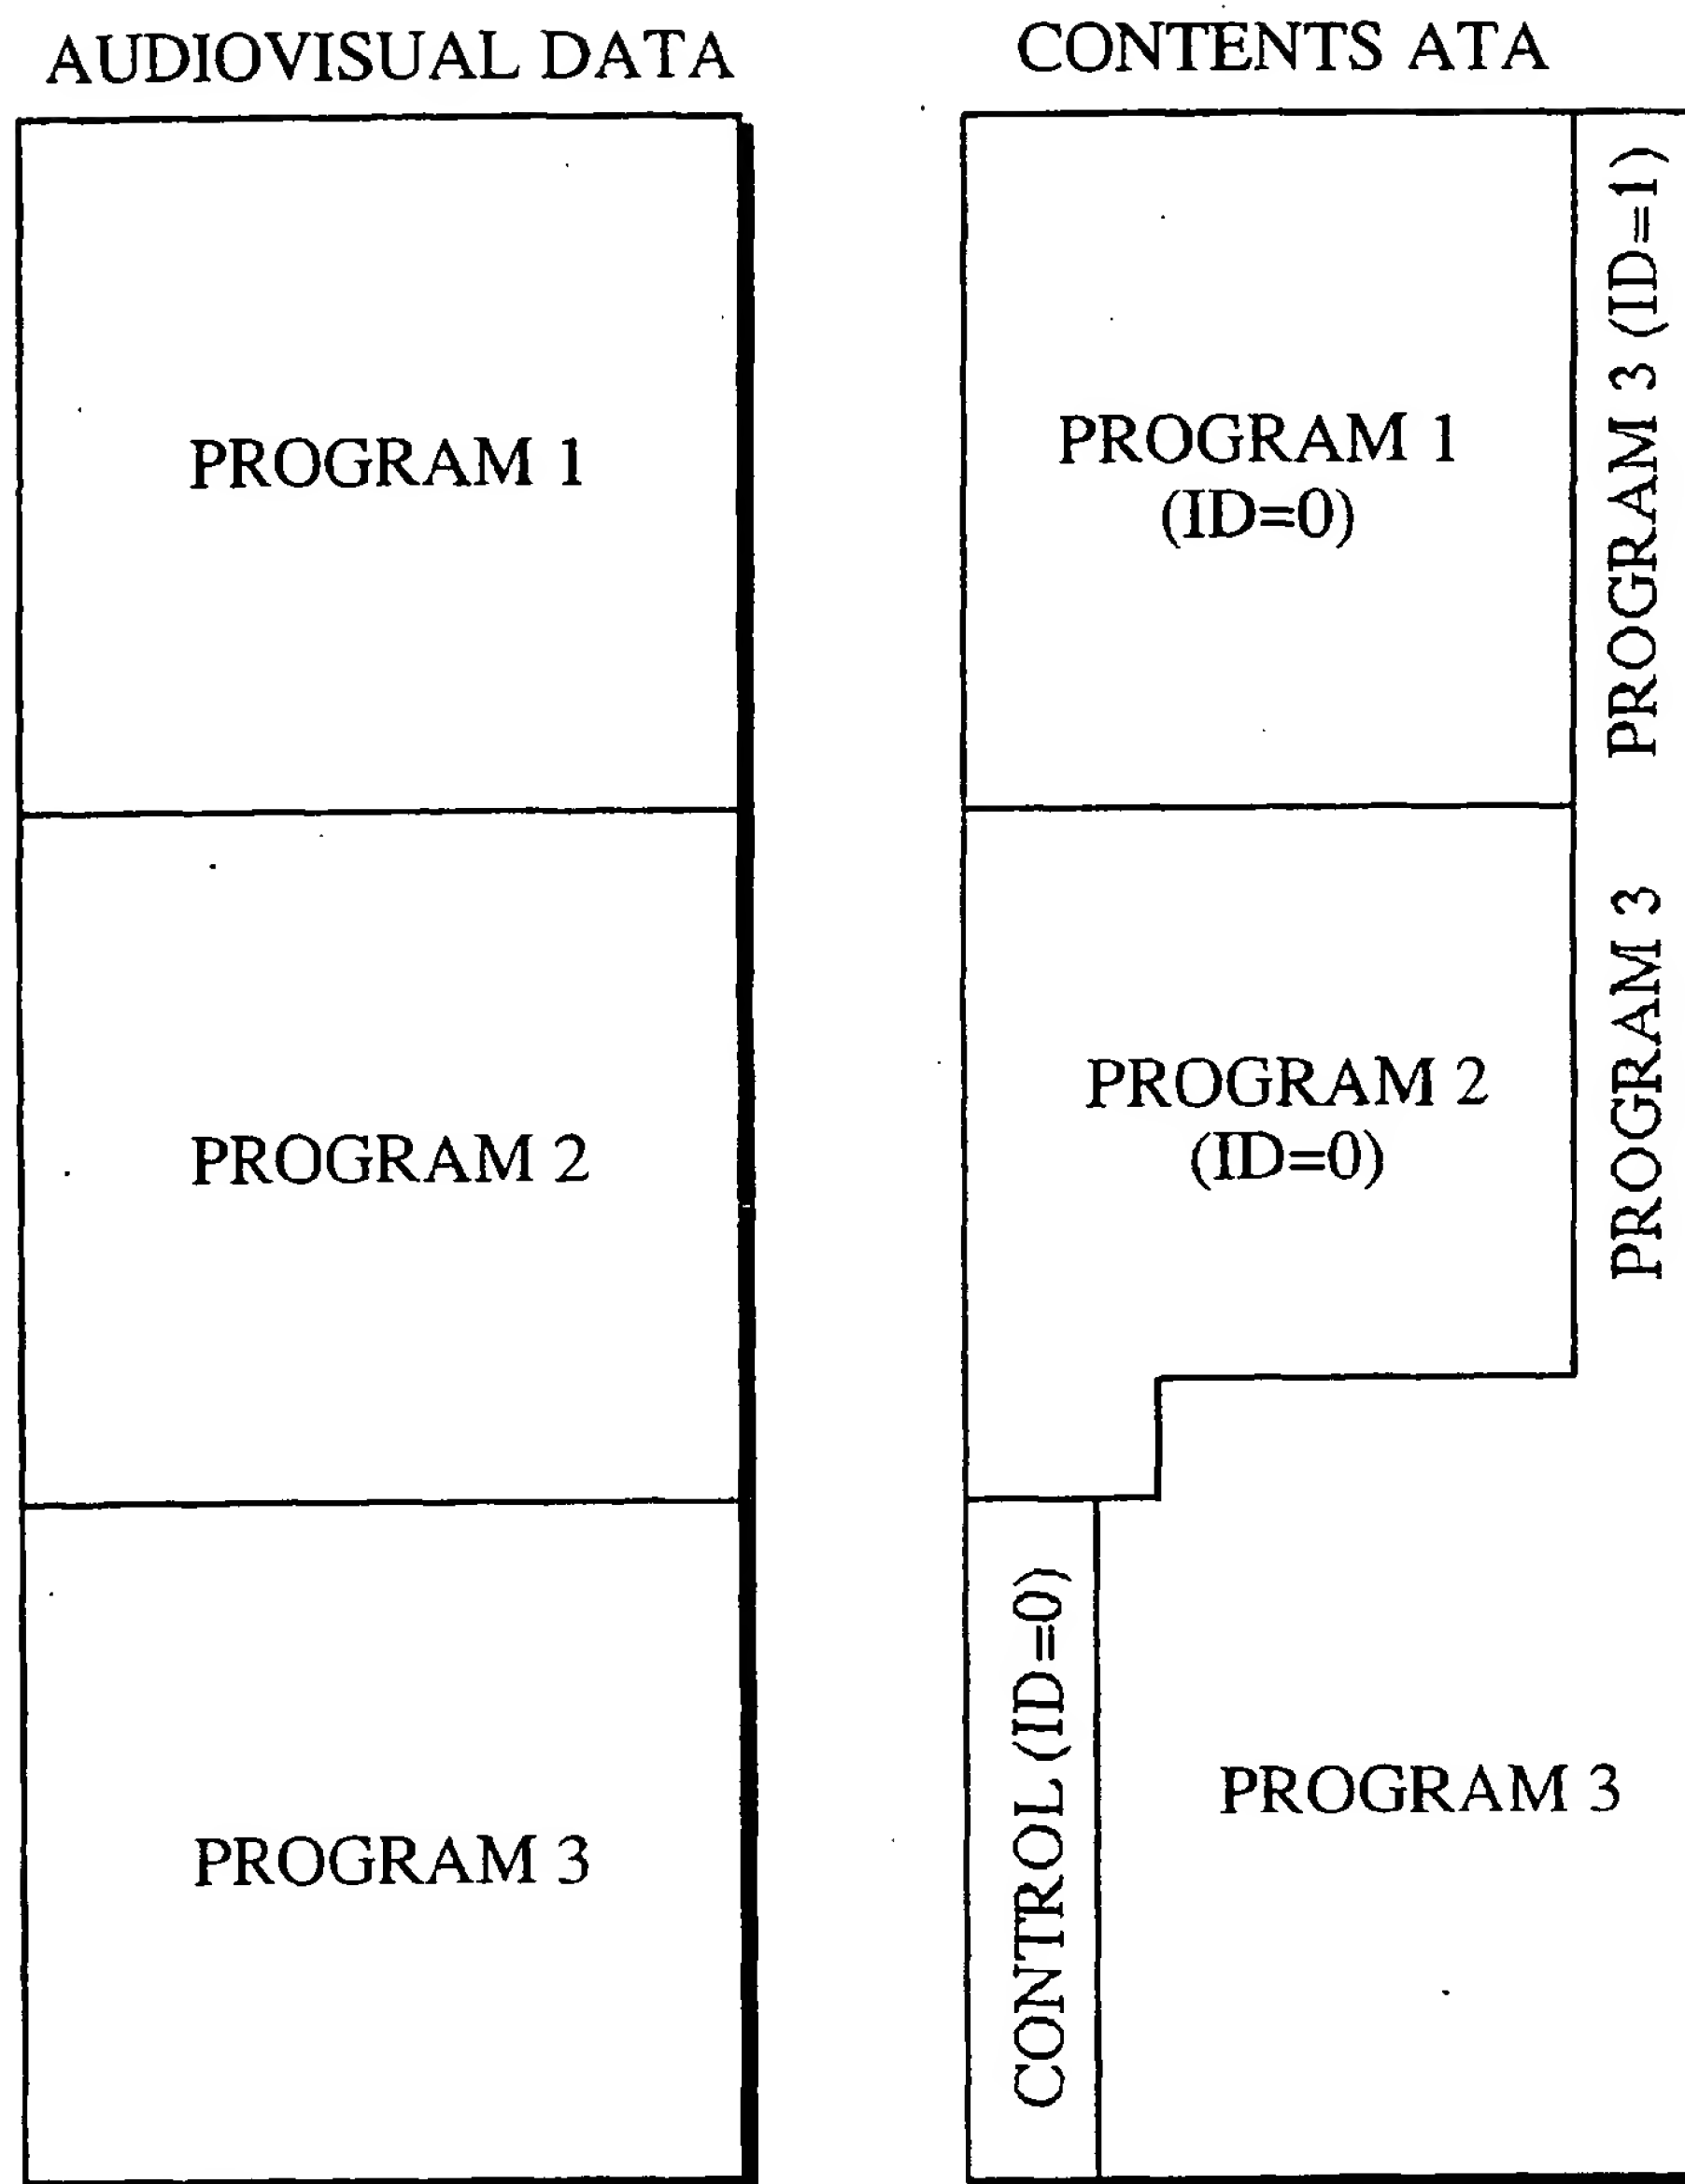 AUDIOVISUAL DATA
PROGRAM 1
PROGRAM 2
PROGRAM 3
CONTENTS ATA
PROGRAM 1
(ID=0)
PROGRAM 3 (ID=1)
PROGRAM 2
(ID=0)
PROGRAM 3
CONTROL (ID=0)
PROGRAM 3